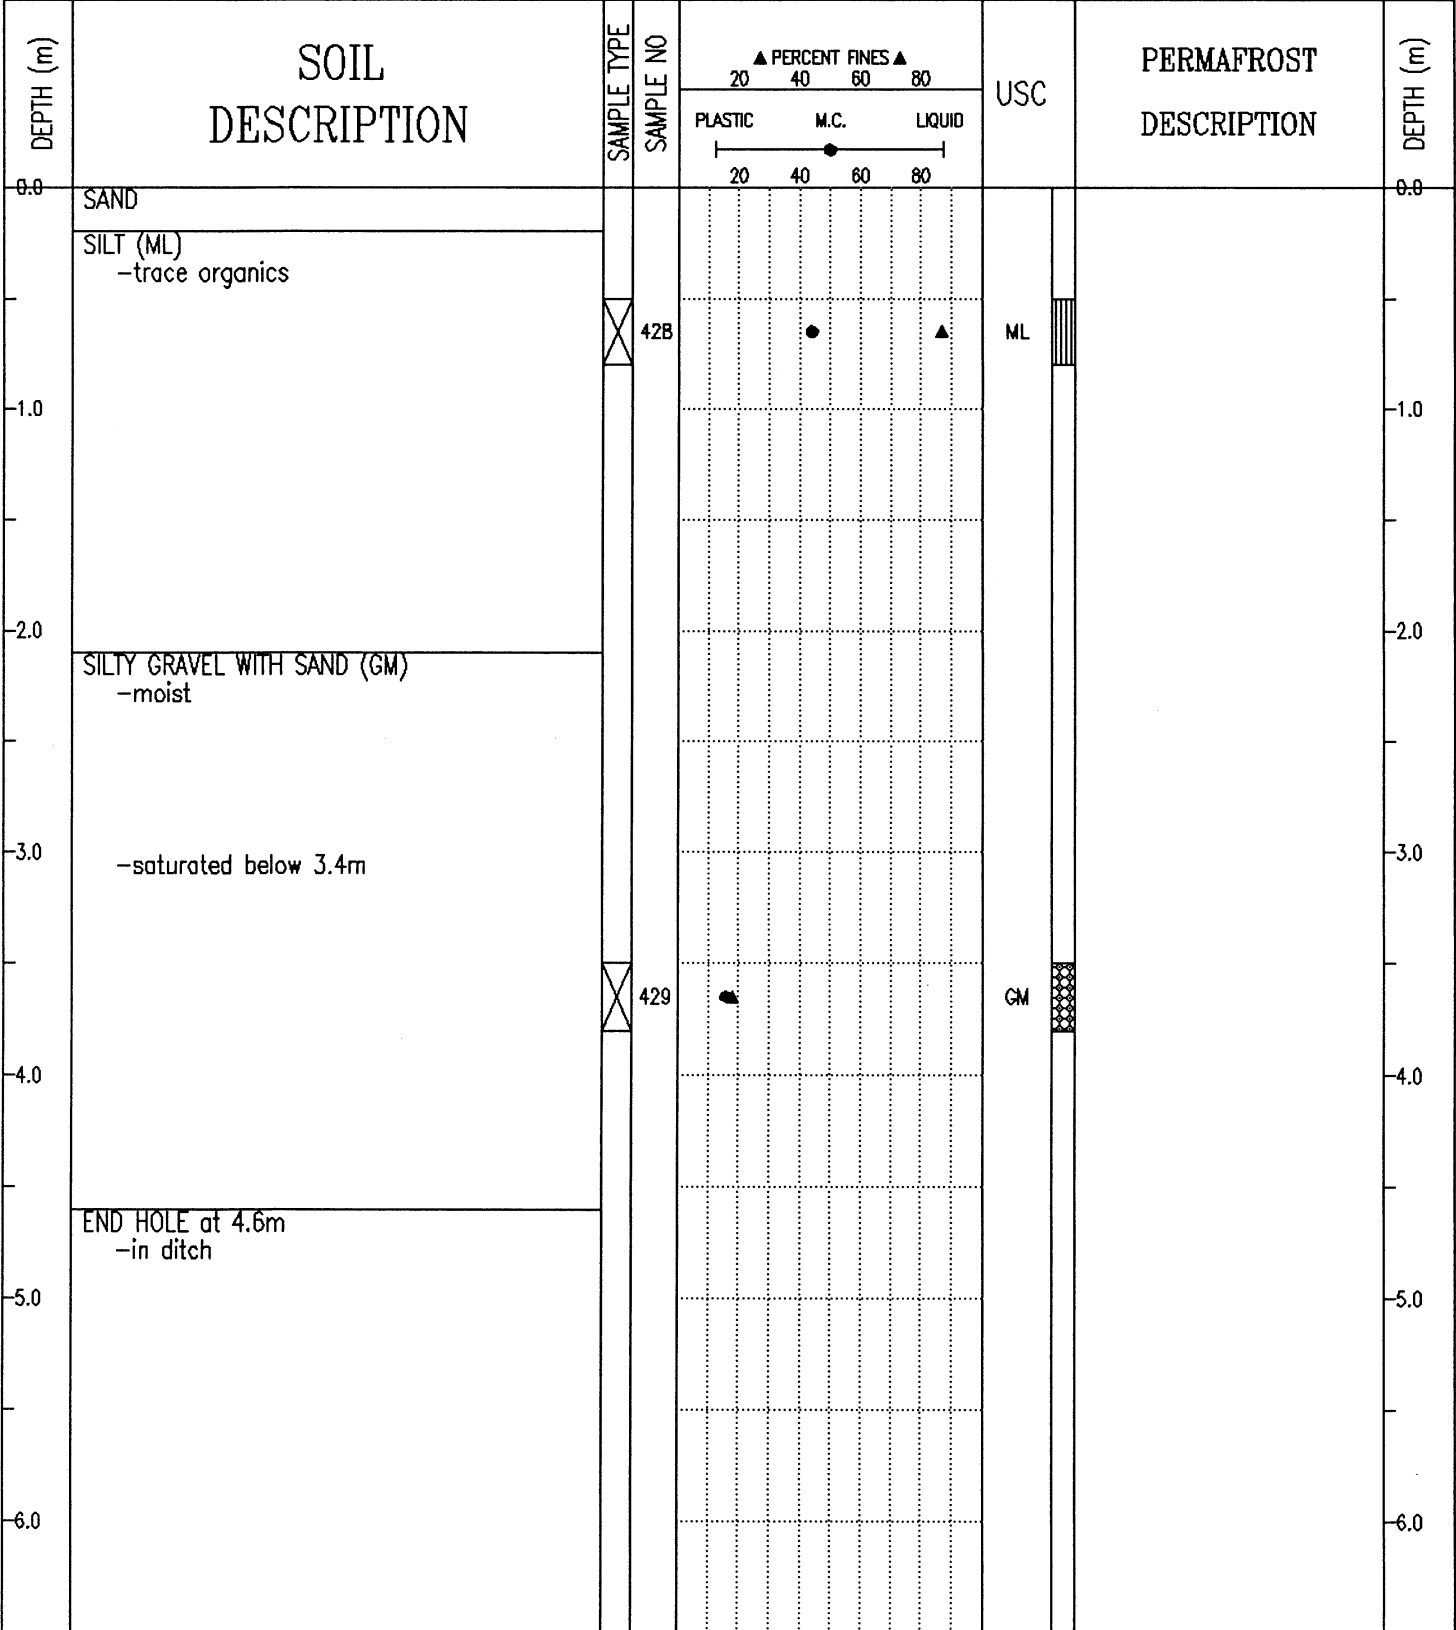 DEPTH (m)
SOIL
DESCRIPTION
SAMPLE TYPE
SAMPLE NO
▲ PERCENT FINES ▲
20 40 60 80
PLASTIC M.C. LIQUID
20 40 60 80
USC
PERMAFROST
DESCRIPTION
DEPTH (m)
0.0
SAND
0.0
SILT (ML)
-trace organics
428
ML
1.0
1.0
2.0
2.0
SILTY GRAVEL WITH SAND (GM)
-moist
3.0
-saturated below 3.4m
3.0
429
GM
4.0
4.0
END HOLE at 4.6m
-in ditch
5.0
5.0
6.0
6.0